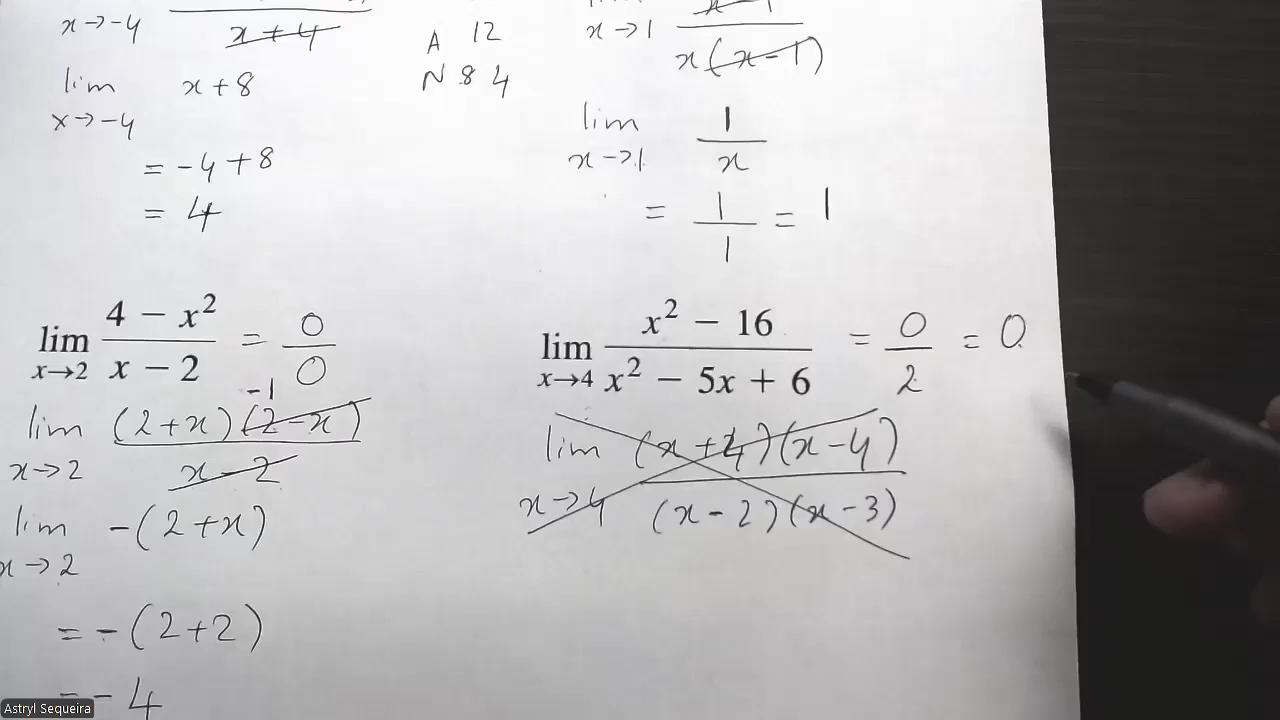 x→-4 x+4
lim x+8
x→-4
= -4+8
= 4
A 12
N 8 4
x→1 x(x-1)
lim 1/x
x→1
= 1/1 = 1
lim x→2 (4 − x²)/(x − 2) = 0/0
-1
lim (2+x)(2-x)
x→2 x-2
lim -(2+x)
x→2
= -(2+2)
= -4
lim x→4 (x² − 16)/(x² − 5x + 6) = 0/2 = 0
lim (x+4)(x-4)
x→4 (x-2)(x-3)
Astryl Sequeira